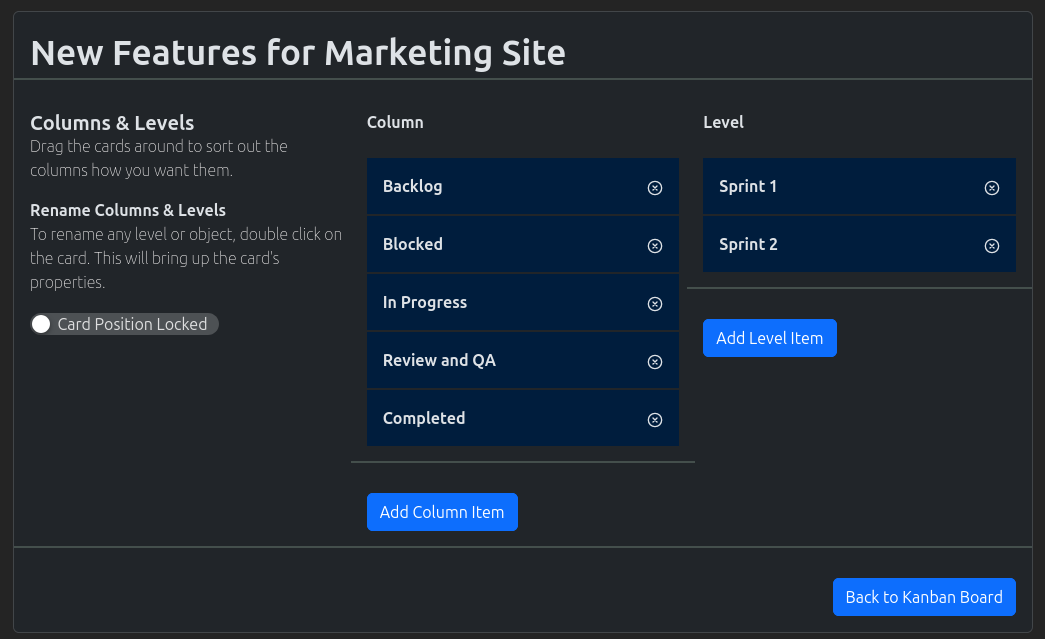 New Features for Marketing Site
Columns & Levels
Drag the cards around to sort out the
columns how you want them.
Rename Columns & Levels
To rename any level or object, double click on
the card. This will bring up the card's
properties.
Card Position Locked
Column
Backlog
Blocked
In Progress
Review and QA
Completed
Add Column Item
Level
Sprint 1
Sprint 2
Add Level Item
Back to Kanban Board